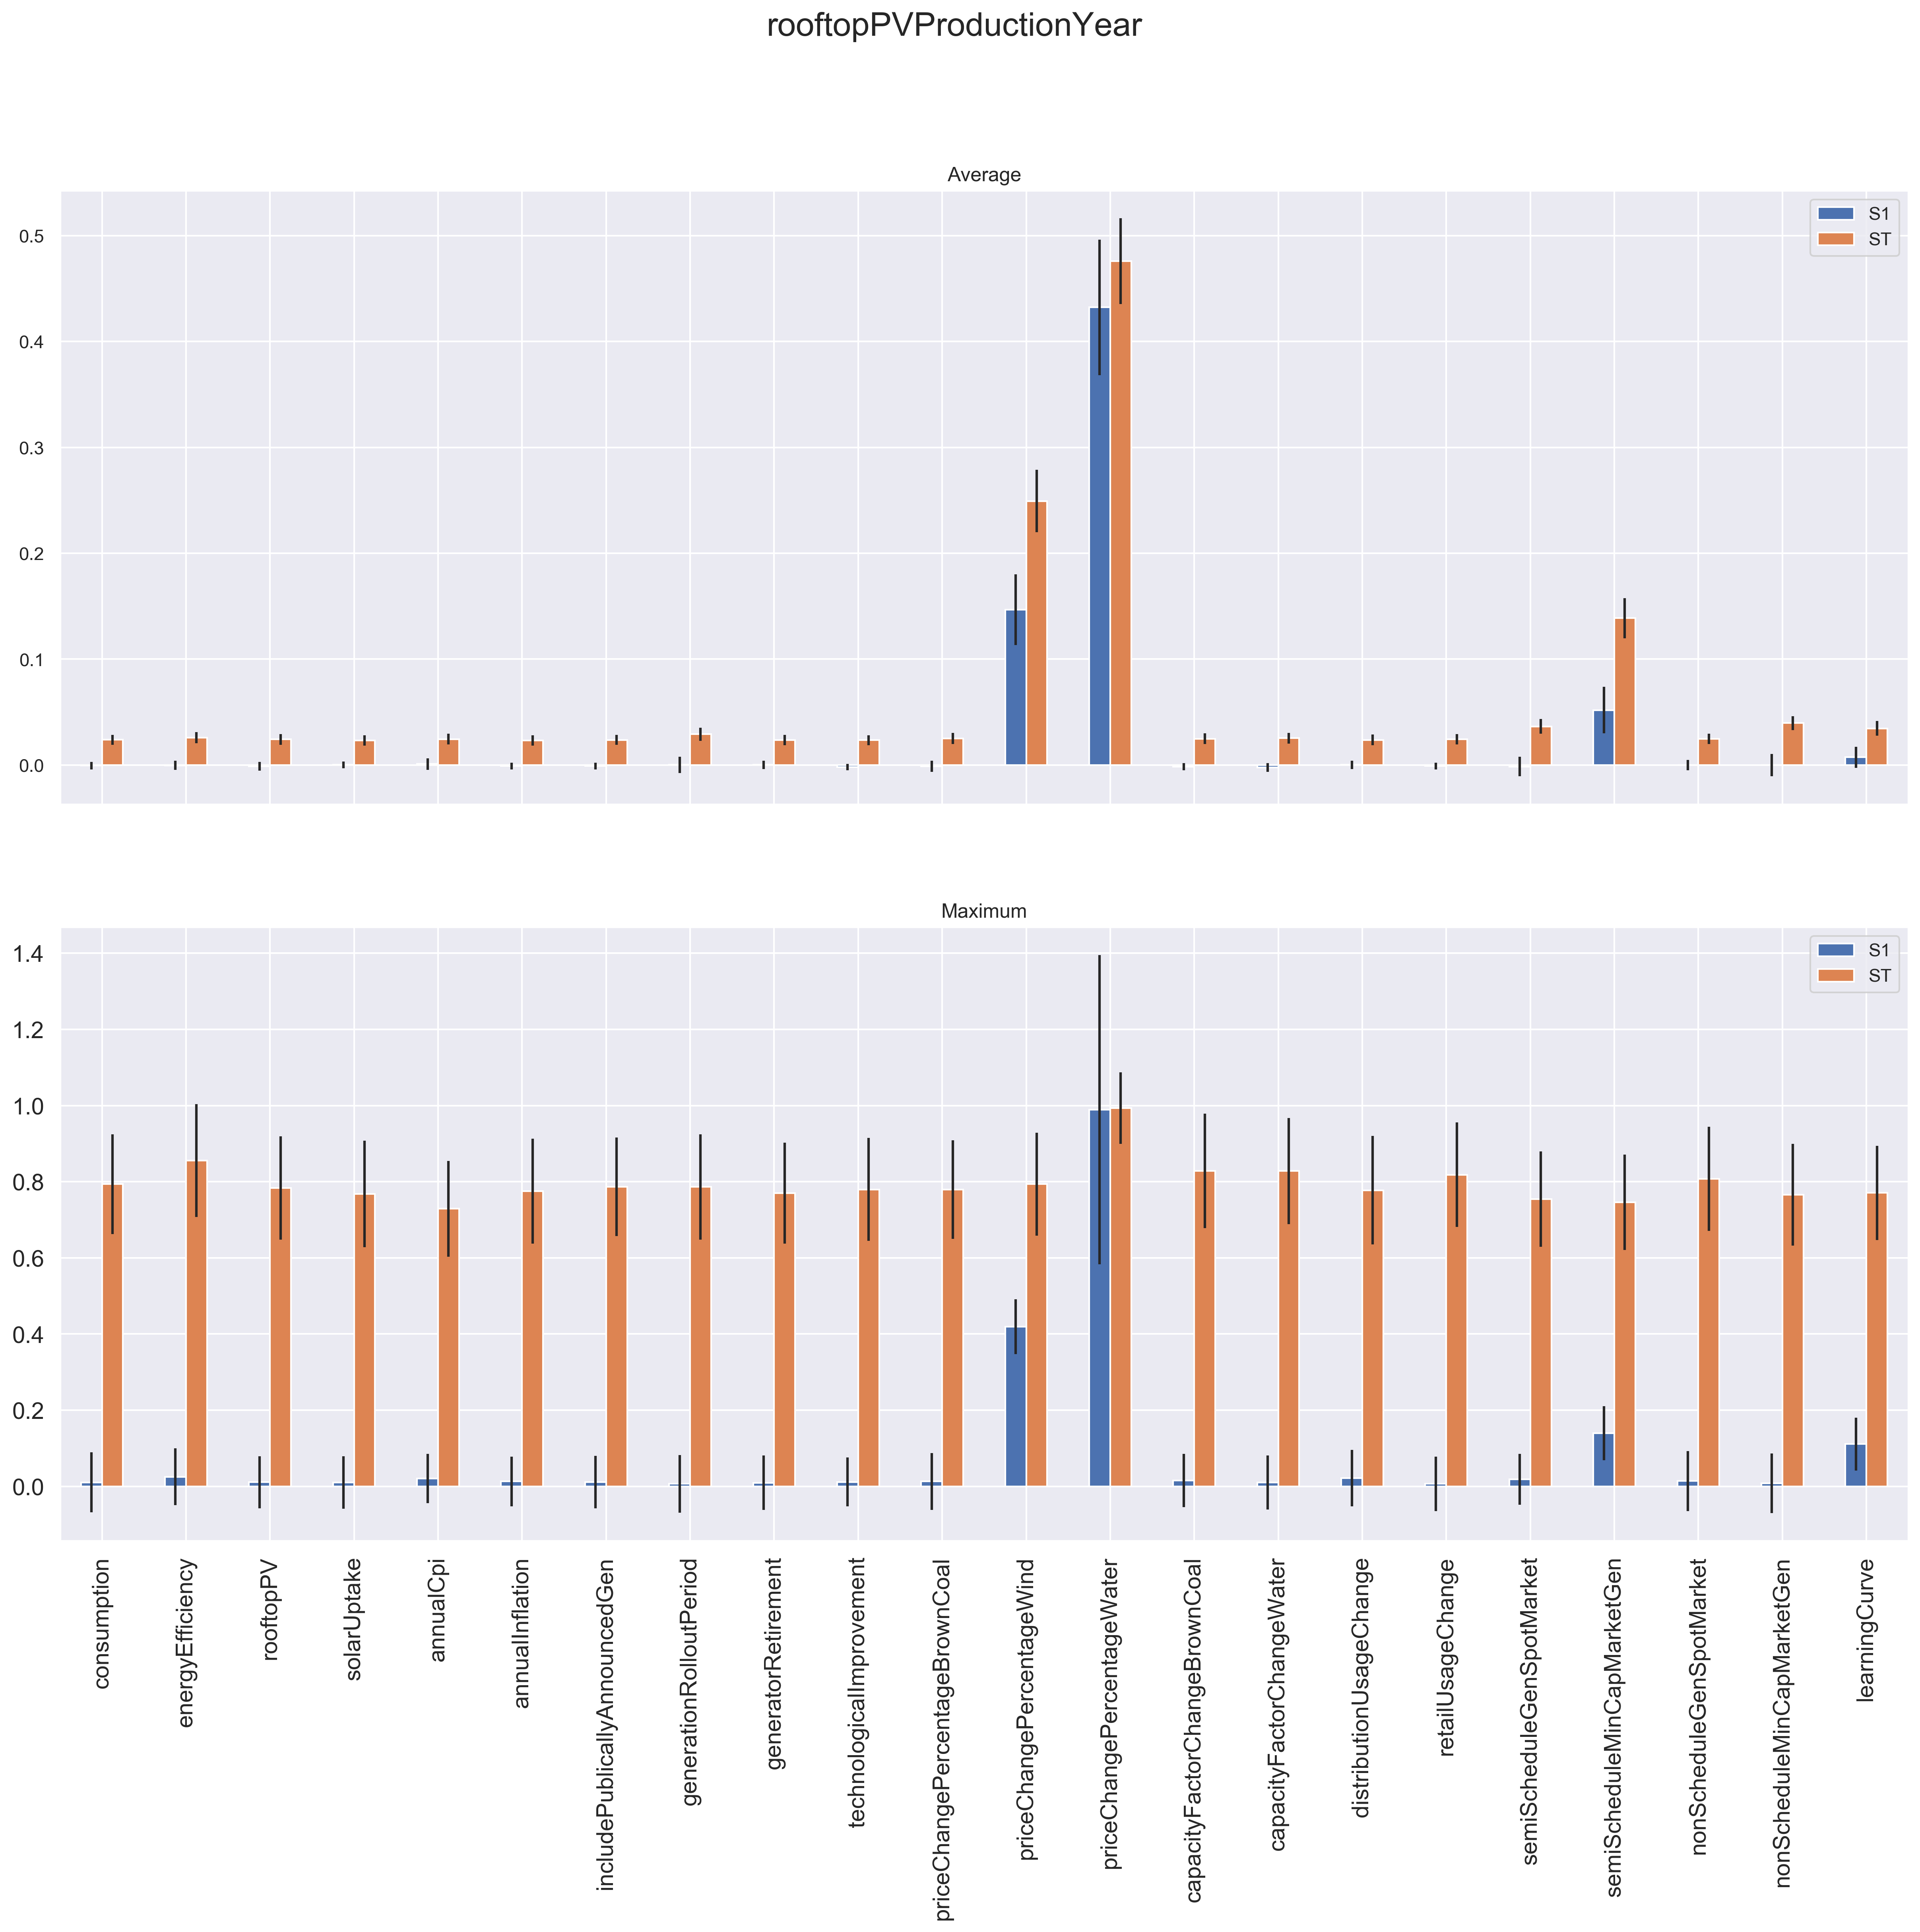 rooftopPVProductionYear
Average
S1
ST
0.5
0.4
0.3
0.2
0.1
0.0
Maximum
S1
ST
1.4
1.2
1.0
0.8
0.6
0.4
0.2
0.0
consumption
energyEfficiency
rooftopPV
solarUptake
annualCpi
annualInflation
includePublicallyAnnouncedGen
generationRolloutPeriod
generatorRetirement
technologicalImprovement
priceChangePercentageBrownCoal
priceChangePercentageWind
priceChangePercentageWater
capacityFactorChangeBrownCoal
capacityFactorChangeWater
distributionUsageChange
retailUsageChange
semiScheduleGenSpotMarket
semiScheduleMinCapMarketGen
nonScheduleGenSpotMarket
nonScheduleMinCapMarketGen
learningCurve